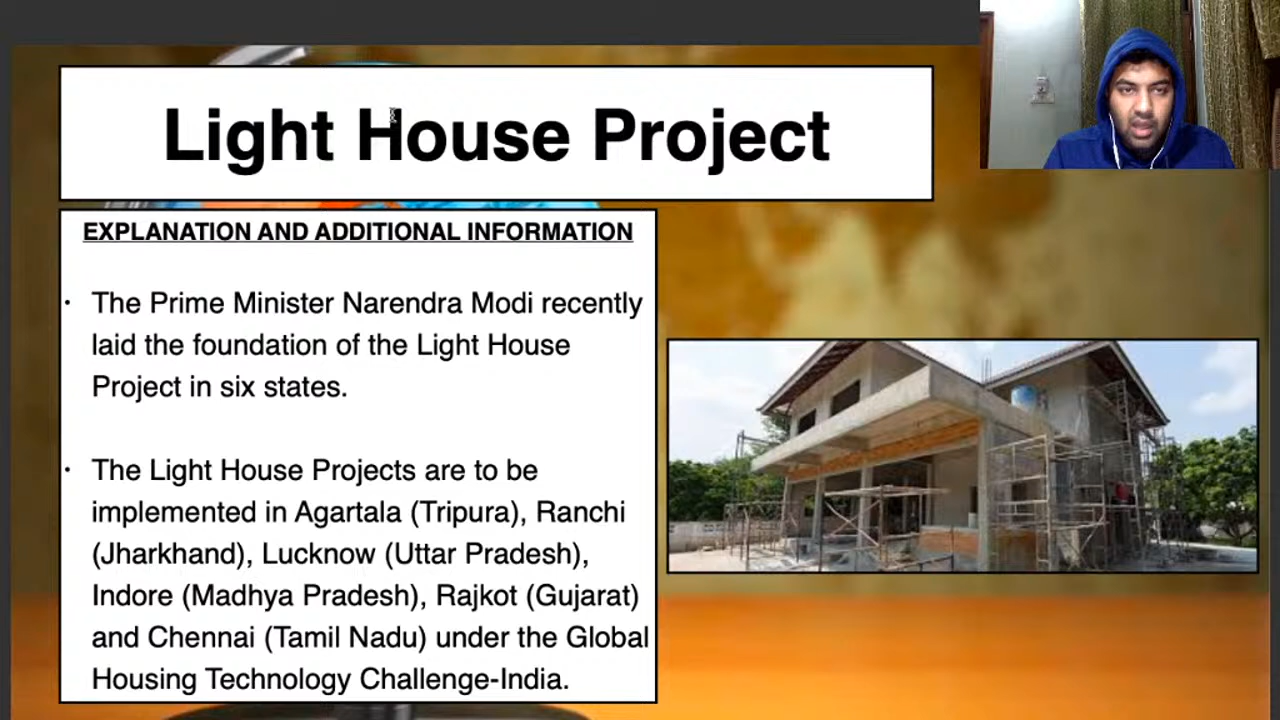 Light House Project
EXPLANATION AND ADDITIONAL INFORMATION
• The Prime Minister Narendra Modi recently
laid the foundation of the Light House
Project in six states.
• The Light House Projects are to be
implemented in Agartala (Tripura), Ranchi
(Jharkhand), Lucknow (Uttar Pradesh),
Indore (Madhya Pradesh), Rajkot (Gujarat)
and Chennai (Tamil Nadu) under the Global
Housing Technology Challenge-India.